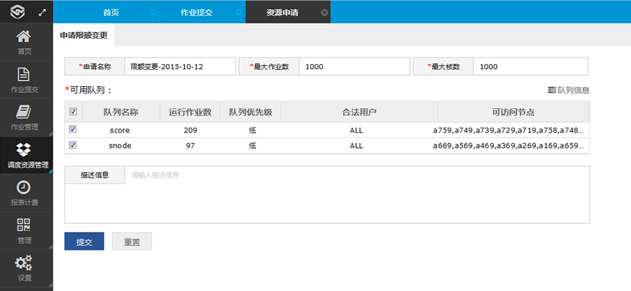 首页 作业提交 资源申请
申请限额变更
首页
作业提交
作业管理
调度资源管理
报表计费
管理
设置
*申请名称 限额变更-2015-10-12 *最大作业数 1000 *最大核数 1000
*可用队列： 队列信息
队列名称 运行作业数 队列优先级 合法用户 可访问节点
score 209 低 ALL a759,a749,a739,a729,a719,a758,a748...
snode 97 低 ALL a669,a569,a469,a369,a269,a169,a659...
描述信息 请输入描述信息
提交 重置